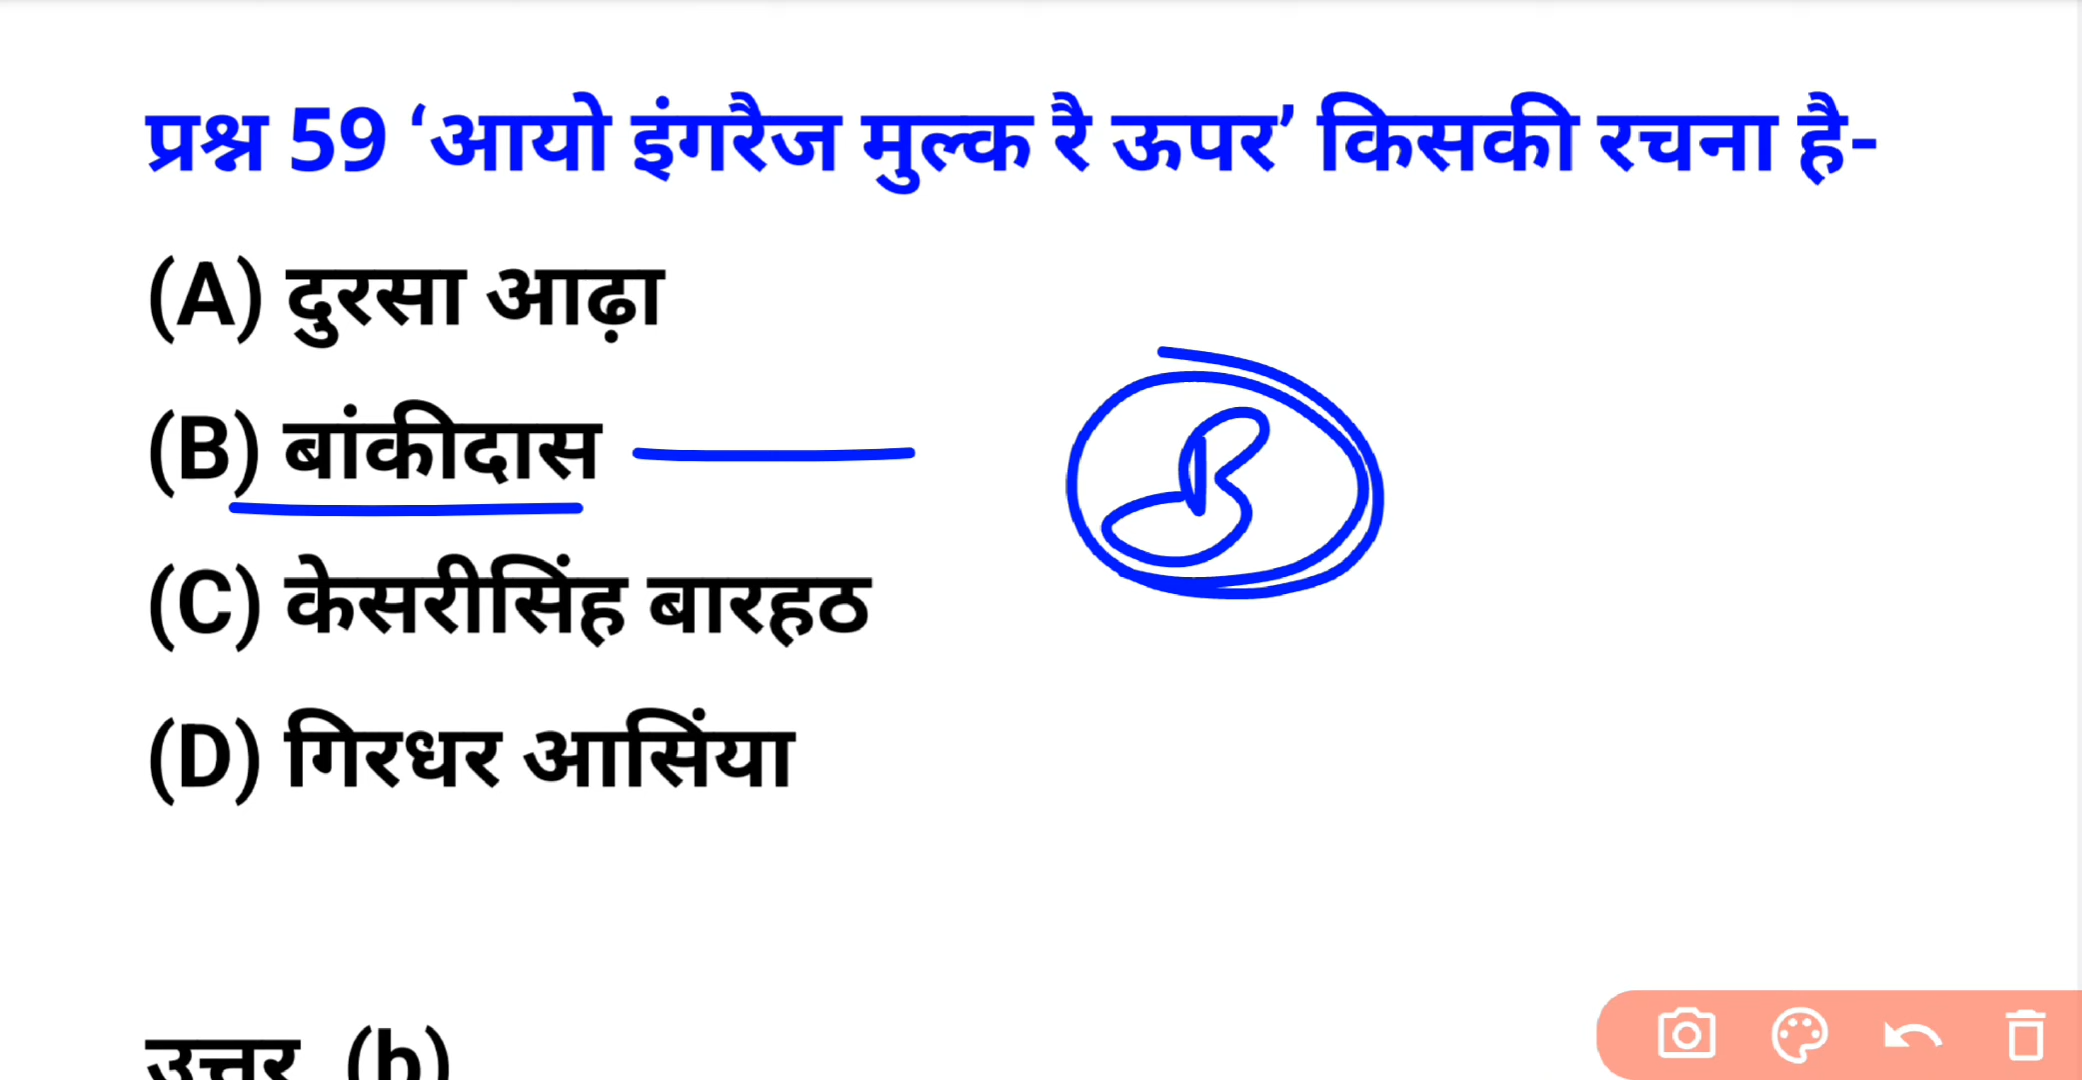 प्रश्न 59 ‘आयो इंगरैज मुल्क रै ऊपर’ किसकी रचना है-
(A) दुरसा आढ़ा
(B) बांकीदास
B
(C) केसरीसिंह बारहठ
(D) गिरधर आसिंया
उत्तर (b)